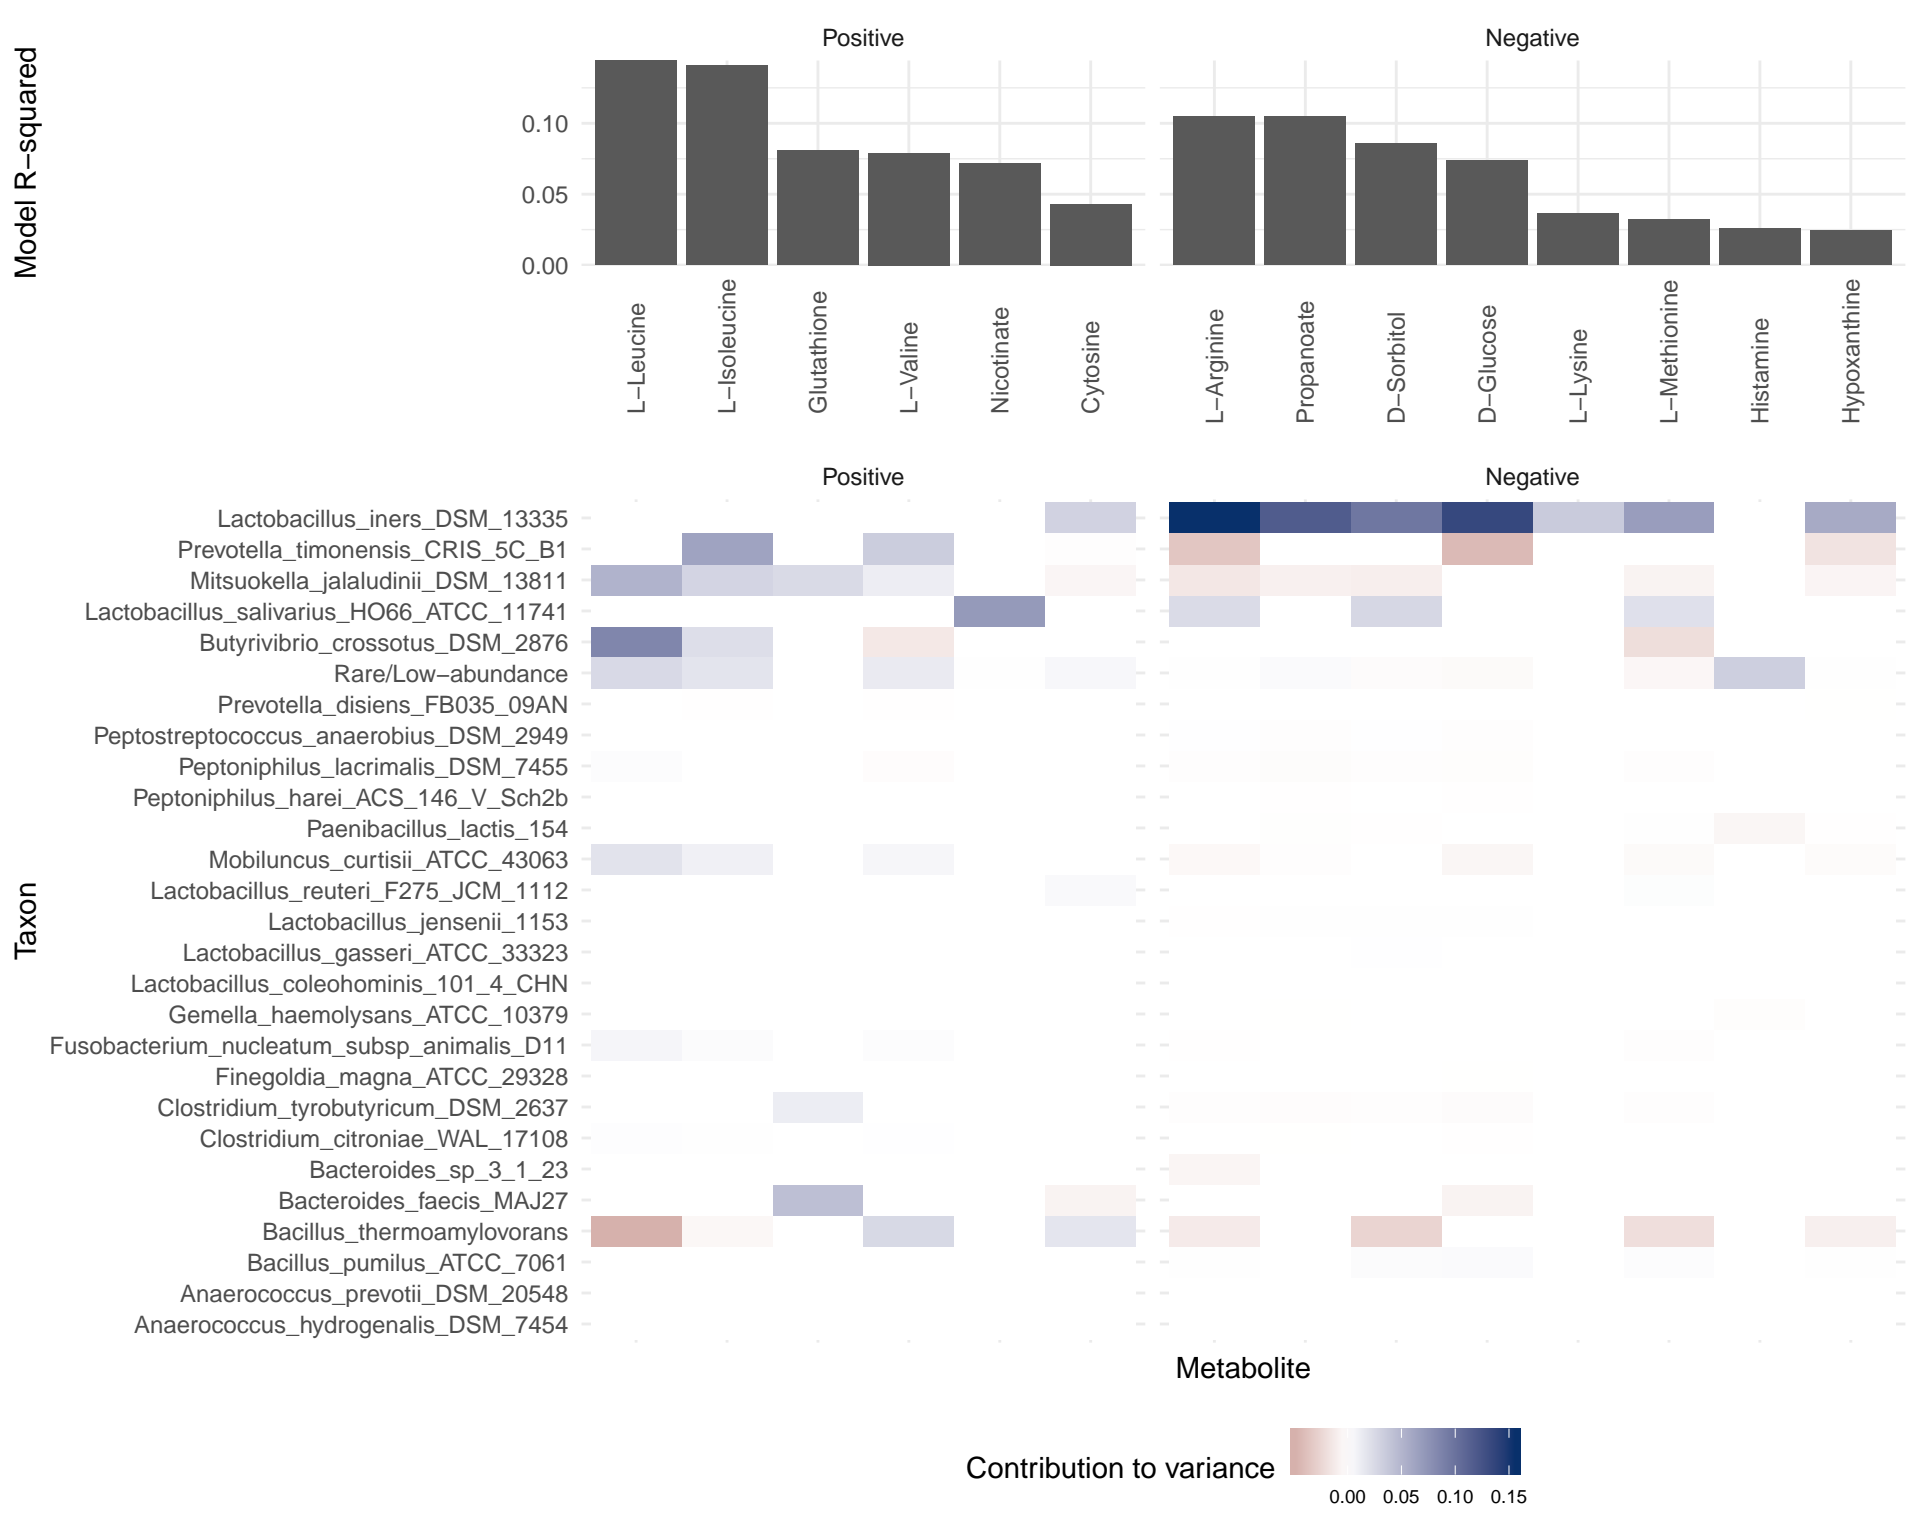 Model R−squared
Positive
Negative
0.10
0.05
0.00
L−Leucine
L−Isoleucine
Glutathione
L−Valine
Nicotinate
Cytosine
L−Arginine
Propanoate
D−Sorbitol
D−Glucose
L−Lysine
L−Methionine
Histamine
Hypoxanthine
Positive
Negative
Taxon
Lactobacillus_iners_DSM_13335
Prevotella_timonensis_CRIS_5C_B1
Mitsuokella_jalaludinii_DSM_13811
Lactobacillus_salivarius_HO66_ATCC_11741
Butyrivibrio_crossotus_DSM_2876
Rare/Low−abundance
Prevotella_disiens_FB035_09AN
Peptostreptococcus_anaerobius_DSM_2949
Peptoniphilus_lacrimalis_DSM_7455
Peptoniphilus_harei_ACS_146_V_Sch2b
Paenibacillus_lactis_154
Mobiluncus_curtisii_ATCC_43063
Lactobacillus_reuteri_F275_JCM_1112
Lactobacillus_jensenii_1153
Lactobacillus_gasseri_ATCC_33323
Lactobacillus_coleohominis_101_4_CHN
Gemella_haemolysans_ATCC_10379
Fusobacterium_nucleatum_subsp_animalis_D11
Finegoldia_magna_ATCC_29328
Clostridium_tyrobutyricum_DSM_2637
Clostridium_citroniae_WAL_17108
Bacteroides_sp_3_1_23
Bacteroides_faecis_MAJ27
Bacillus_thermoamylovorans
Bacillus_pumilus_ATCC_7061
Anaerococcus_prevotii_DSM_20548
Anaerococcus_hydrogenalis_DSM_7454
Metabolite
Contribution to variance
0.00 0.05 0.10 0.15